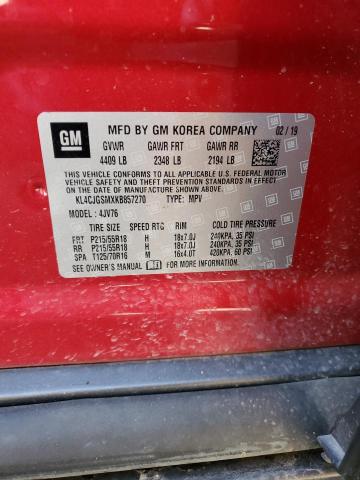 GM
MFD BY GM KOREA COMPANY 02/19
GVWR GAWR FRT GAWR RR
4409 LB 2348 LB 2194 LB
THIS VEHICLE CONFORMS TO ALL APPLICABLE U.S. FEDERAL MOTOR
VEHICLE SAFETY, BUMPER, AND THEFT PREVENTION STANDARDS IN EFFECT
ON THE DATE OF MANUFACTURE SHOWN ABOVE.
KL4CJGSMXKB857270 TYPE: MPV
MODEL: 4JV76
TIRE SIZE SPEED RTG RIM COLD TIRE PRESSURE
FRT P215/55R18 H 18x7.0J 240KPA, 35 PSI
RR P215/55R18 H 18x7.0J 240KPA, 35 PSI
SPA T125/70R16 M 16x4.0T 420KPA, 60 PSI
SEE OWNER'S MANUAL FOR ADDITIONAL INFORMATION.